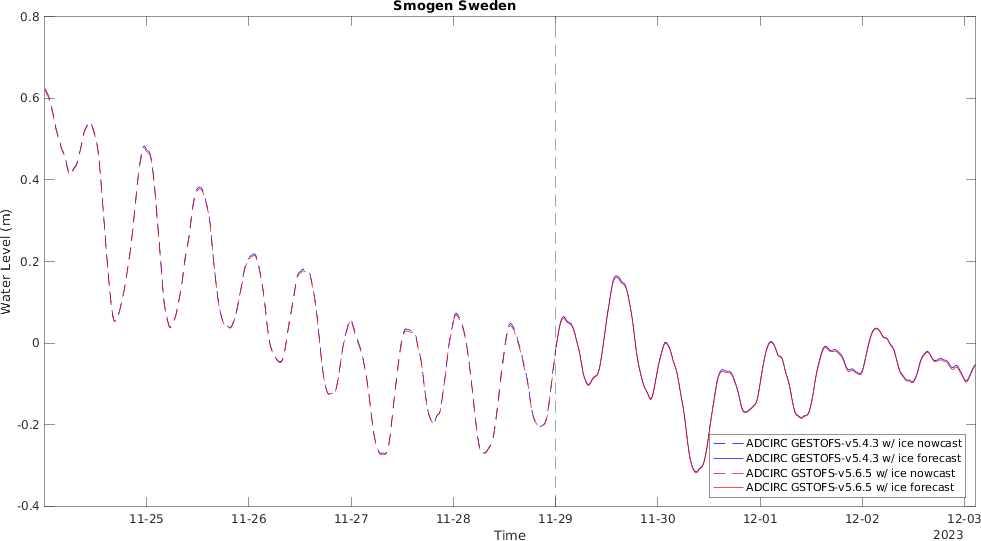 Smogen Sweden
0.8
0.6
0.4
0.2
0
-0.2
-0.4
Water Level (m)
11-25 11-26 11-27 11-28 11-29 11-30 12-01 12-02 12-03
2023
Time
ADCIRC GESTOFS-v5.4.3 w/ ice nowcast
ADCIRC GESTOFS-v5.4.3 w/ ice forecast
ADCIRC GSTOFS-v5.6.5 w/ ice nowcast
ADCIRC GSTOFS-v5.6.5 w/ ice forecast